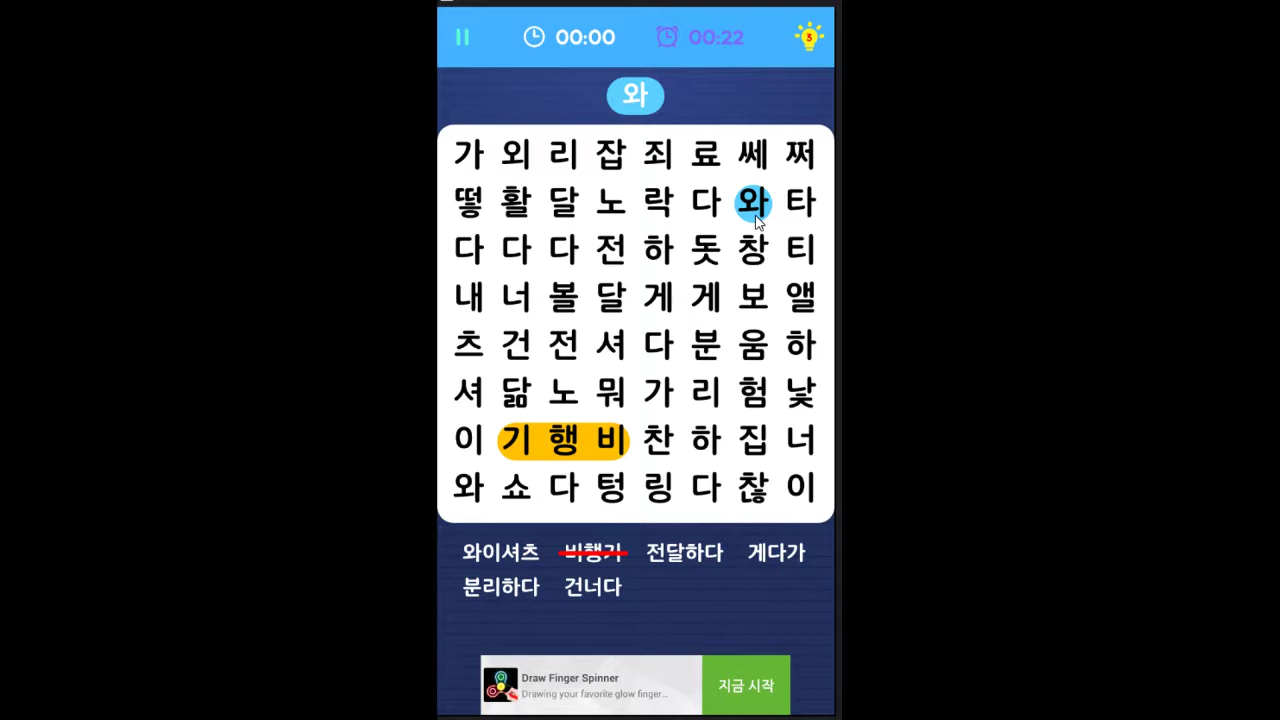 00:00 00:22 3
와
가 외 리 잡 죄 료 쎄 쩌
떻 활 달 노 락 다 와 타
다 다 다 전 하 돗 창 티
내 너 볼 달 게 게 보 앨
츠 건 전 셔 다 분 움 하
셔 닮 노 뭐 가 리 험 낯
이 기 행 비 찬 하 집 너
와 쇼 다 텅 링 다 찮 이
와이셔츠 비행기 전달하다 게다가
분리하다 건너다
Draw Finger Spinner
Drawing your favorite glow finger...
지금 시작